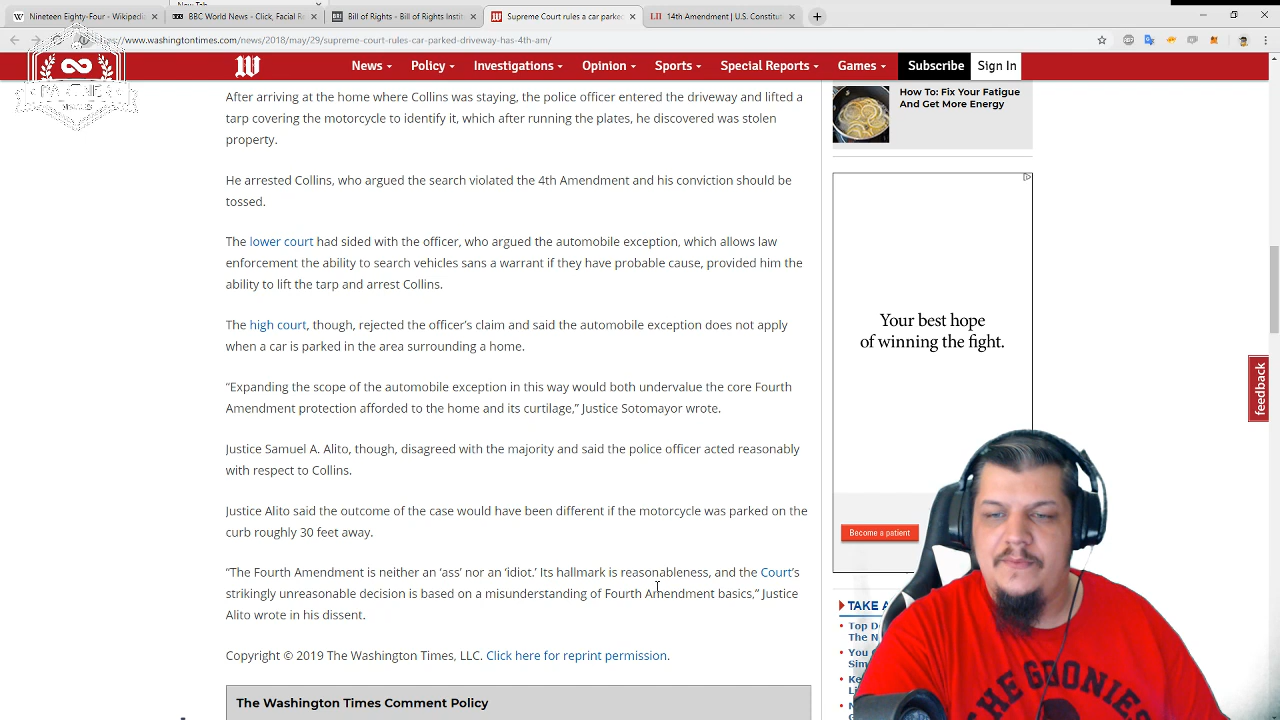 New Tab
Nineteen Eighty-Four - Wikipedi
BBC World News - Click, Facial Re
Bill of Rights - Bill of Rights Insti
Supreme Court rules a car parked
14th Amendment | U.S. Constitut
www.washingtontimes.com/news/2018/may/29/supreme-court-rules-car-parked-driveway-has-4th-am/
News Policy Investigations Opinion Sports Special Reports Games Subscribe Sign In
After arriving at the home where Collins was staying, the police officer entered the driveway and lifted a
tarp covering the motorcycle to identify it, which after running the plates, he discovered was stolen
property.
He arrested Collins, who argued the search violated the 4th Amendment and his conviction should be
tossed.
The lower court had sided with the officer, who argued the automobile exception, which allows law
enforcement the ability to search vehicles sans a warrant if they have probable cause, provided him the
ability to lift the tarp and arrest Collins.
The high court, though, rejected the officer's claim and said the automobile exception does not apply
when a car is parked in the area surrounding a home.
“Expanding the scope of the automobile exception in this way would both undervalue the core Fourth
Amendment protection afforded to the home and its curtilage,” Justice Sotomayor wrote.
Justice Samuel A. Alito, though, disagreed with the majority and said the police officer acted reasonably
with respect to Collins.
Justice Alito said the outcome of the case would have been different if the motorcycle was parked on the
curb roughly 30 feet away.
“The Fourth Amendment is neither an ‘ass’ nor an ‘idiot.’ Its hallmark is reasonableness, and the Court's
strikingly unreasonable decision is based on a misunderstanding of Fourth Amendment basics,” Justice
Alito wrote in his dissent.
Copyright © 2019 The Washington Times, LLC. Click here for reprint permission.
The Washington Times Comment Policy
How To: Fix Your Fatigue
And Get More Energy
Your best hope
of winning the fight.
Become a patient
feedback
TAKE
Top
The
You
THE GOONIES